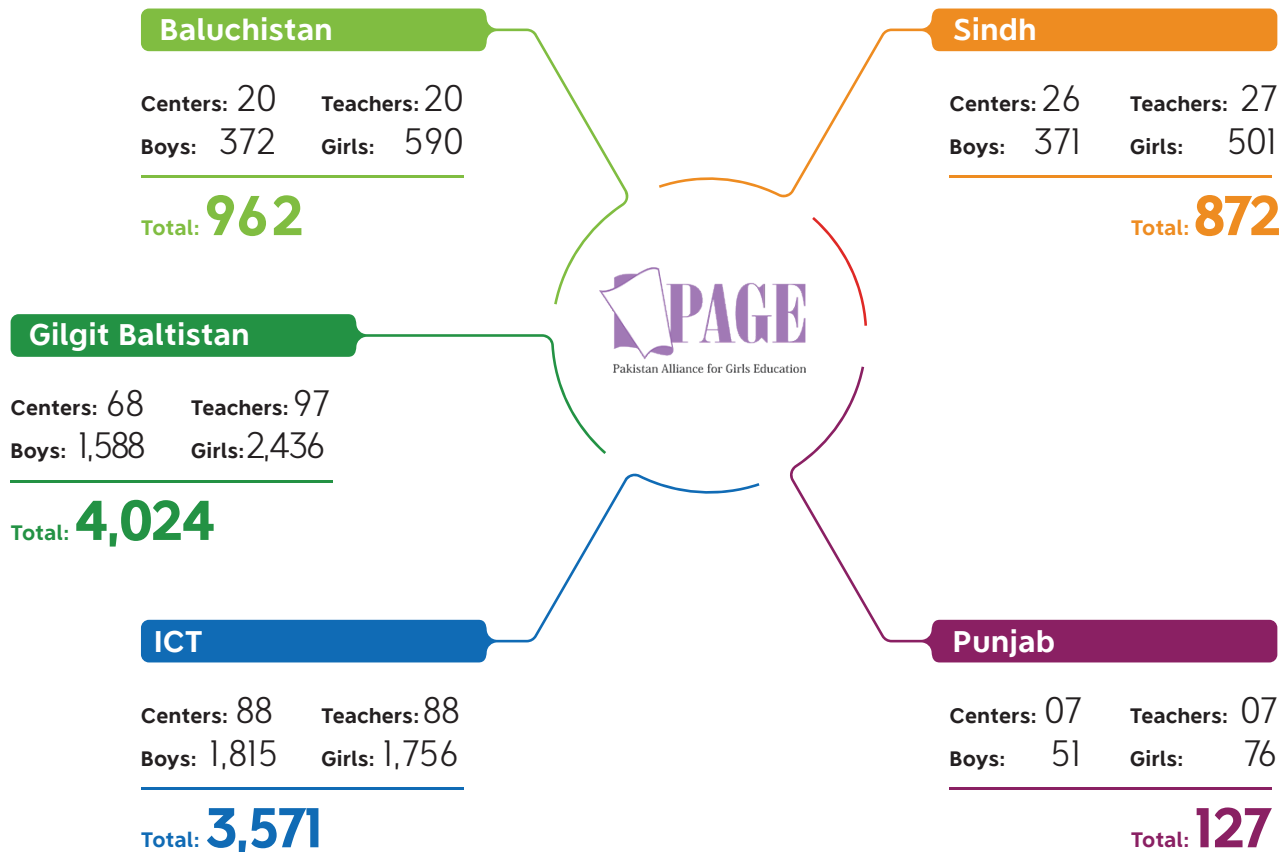 Baluchistan
Centers: 20 Teachers: 20
Boys: 372 Girls: 590
Total: 962
Sindh
Centers: 26 Teachers: 27
Boys: 371 Girls: 501
Total: 872
PAGE
Pakistan Alliance for Girls Education
Gilgit Baltistan
Centers: 68 Teachers: 97
Boys: 1,588 Girls: 2,436
Total: 4,024
ICT
Centers: 88 Teachers: 88
Boys: 1,815 Girls: 1,756
Total: 3,571
Punjab
Centers: 07 Teachers: 07
Boys: 51 Girls: 76
Total: 127